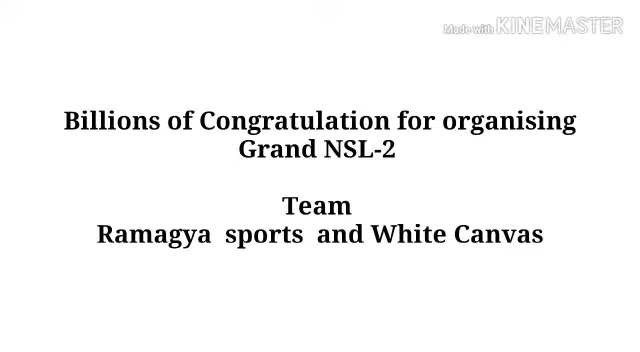 Made with KINEMASTER
Billions of Congratulation for organising
Grand NSL-2
Team
Ramagya sports and White Canvas